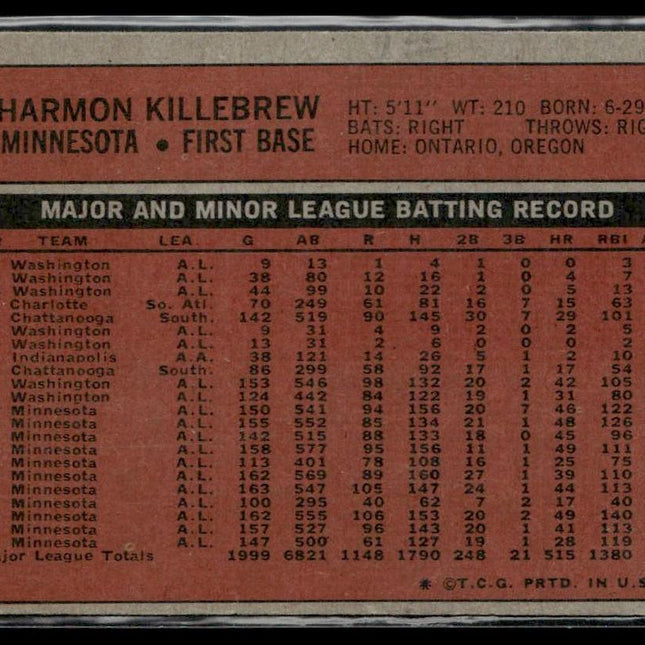 HARMON KILLEBREW
MINNESOTA • FIRST BASE
HT: 5'11" WT: 210 BORN: 6-29
BATS: RIGHT THROWS: RIG
HOME: ONTARIO, OREGON
MAJOR AND MINOR LEAGUE BATTING RECORD
TEAM LEA. G AB R H 2B 3B HR RBI A
Washington A.L. 9 13 1 4 1 0 0 3
Washington A.L. 38 80 12 16 1 0 4 7
Washington A.L. 44 99 10 22 2 0 5 13
Charlotte So. Atl. 70 249 61 81 16 7 15 63
Chattanooga South. 142 519 90 145 30 7 29 101
Washington A.L. 9 31 4 9 2 0 2 5
Washington A.L. 13 31 2 6 0 0 0 2
Indianapolis A.A. 38 121 14 26 5 1 2 10
Chattanooga South. 86 299 58 92 17 1 17 54
Washington A.L. 153 546 98 132 20 2 42 105
Washington A.L. 124 442 84 122 19 1 31 80
Minnesota A.L. 150 541 94 156 20 7 46 122
Minnesota A.L. 155 552 85 134 21 1 48 126
Minnesota A.L. 142 515 88 133 18 0 45 96
Minnesota A.L. 158 577 95 156 11 1 49 111
Minnesota A.L. 113 401 78 108 16 1 25 75
Minnesota A.L. 162 569 89 160 27 1 39 110
Minnesota A.L. 163 547 105 147 24 1 44 113
Minnesota A.L. 100 295 40 62 7 2 17 40
Minnesota A.L. 162 555 106 153 20 2 49 140
Minnesota A.L. 157 527 96 143 20 1 41 113
Minnesota A.L. 147 500 61 127 19 1 28 119
ajor League Totals 1999 6821 1148 1790 248 21 515 1380
* ©T.C.G. PRTD. IN U.S